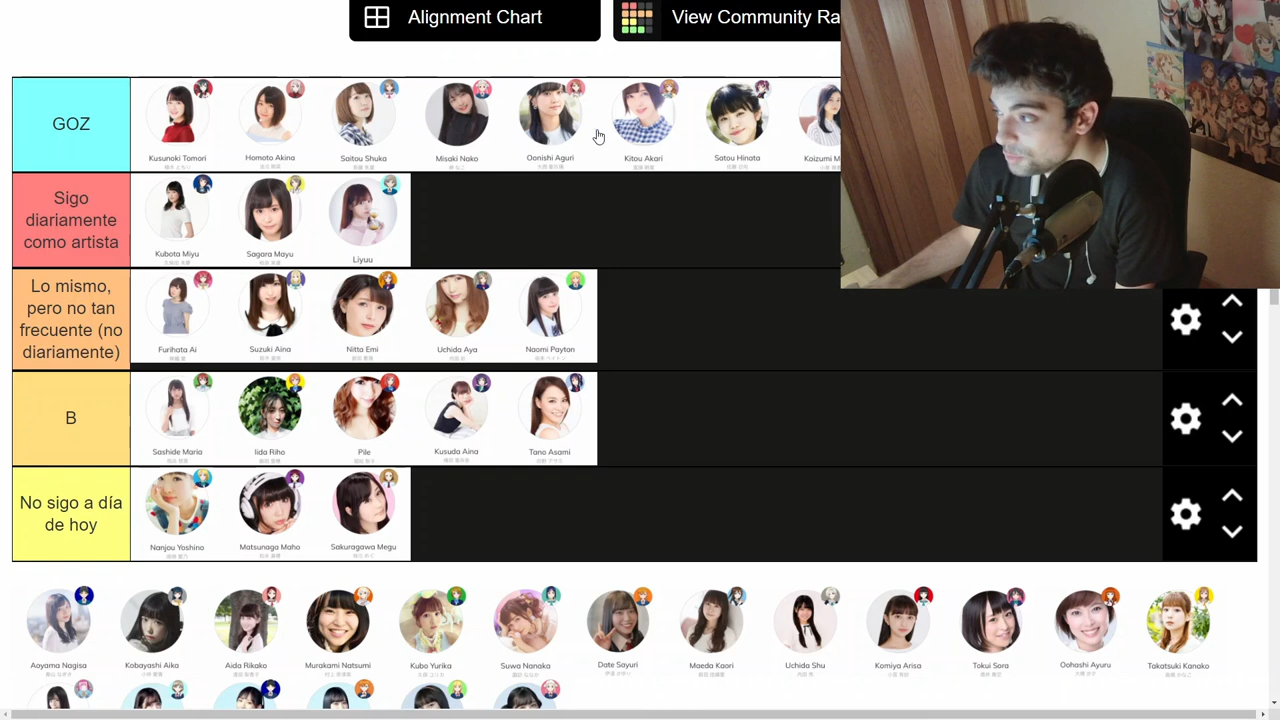 Alignment Chart
View Community Ra
GOZ
Kusunoki Tomori
Homoto Akina
Saitou Shuka
Misaki Nako
Oonishi Aguri
Kitou Akari
Satou Hinata
Koizumi M
Sigo
diariamente
como artista
Kubota Miyu
Sagara Mayu
Liyuu
Lo mismo,
pero no tan
frecuente (no
diariamente)
Furihata Ai
Suzuki Aina
Nitta Emi
Uchida Aya
Naomi Payton
B
Sashide Maria
Iida Riho
Pile
Kusuda Aina
Tano Asami
No sigo a día
de hoy
Nanjou Yoshino
Matsunaga Maho
Sakuragawa Megu
Aoyama Nagisa
Kobayashi Aika
Aida Rikako
Murakami Natsumi
Kubo Yurika
Suwa Nanaka
Date Sayuri
Maeda Kaori
Uchida Shu
Komiya Arisa
Tokui Sora
Oohashi Ayuru
Takatsuki Kanako